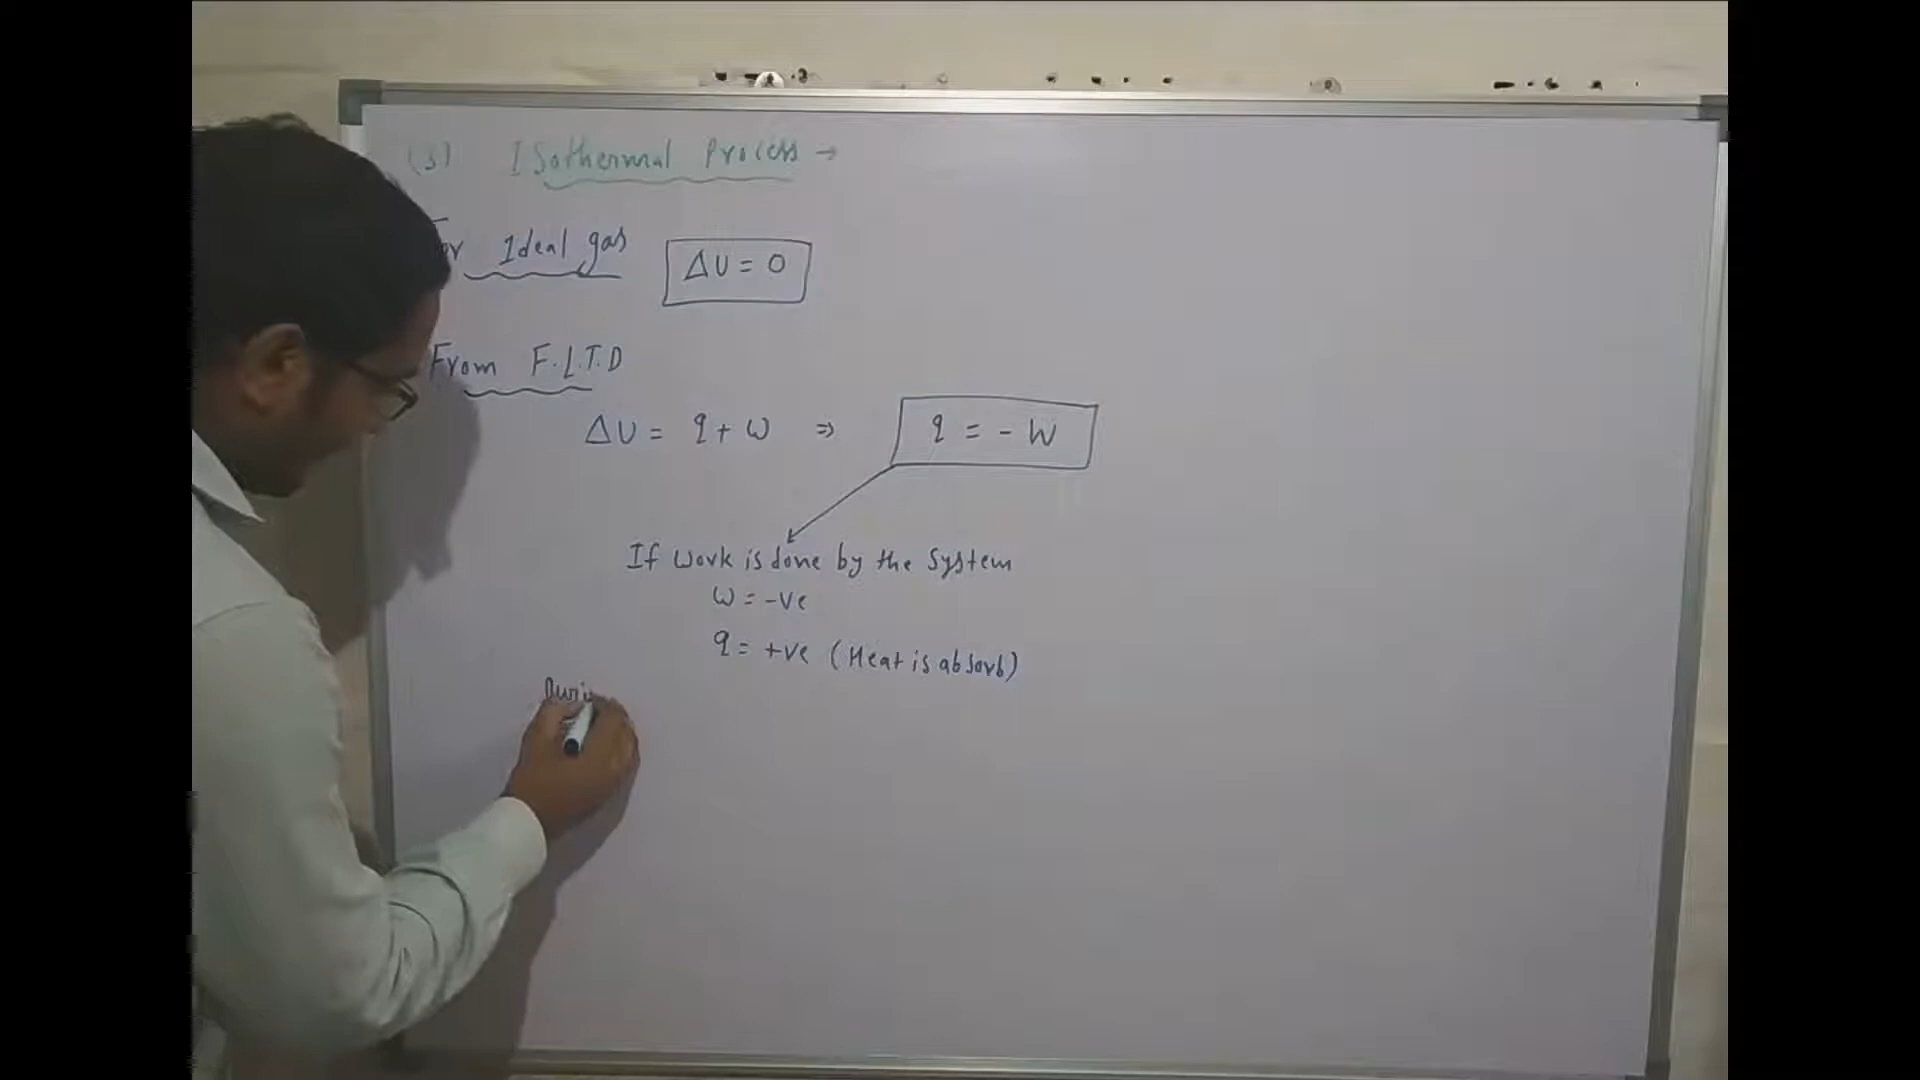 (3) ISothermal Process →
For Ideal gas ΔU = 0
From F.L.T.D
ΔU = q + w ⇒ q = - W
If work is done by the system
w = -ve
q = +ve (Heat is absorb)